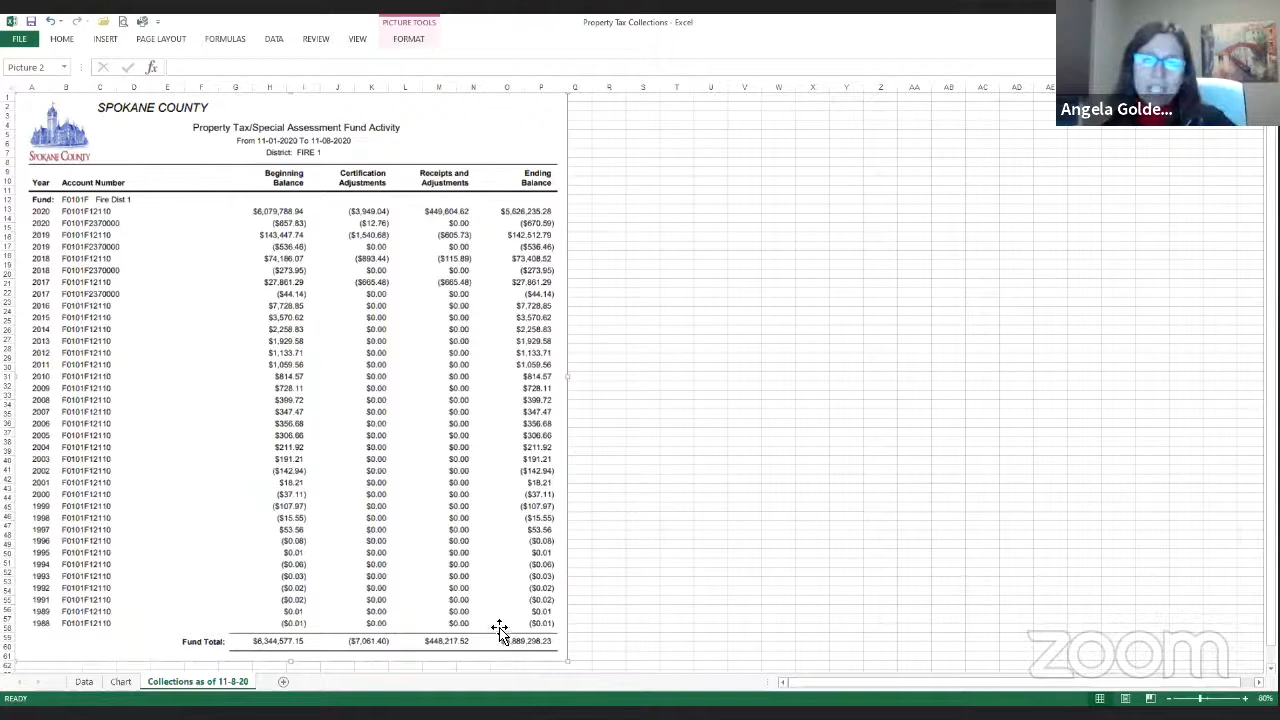 Property Tax Collections - Excel
PICTURE TOOLS
FILE HOME INSERT PAGE LAYOUT FORMULAS DATA REVIEW VIEW FORMAT
Picture 2
Angela Golde...
SPOKANE COUNTY
Property Tax/Special Assessment Fund Activity
From 11-01-2020 To 11-08-2020
District: FIRE 1
SPOKANE COUNTY
Beginning Certification Receipts and Ending
Year Account Number Balance Adjustments Adjustments Balance
Fund: F0101F Fire Dist 1
2020 F0101F12110 $6,079,788.94 ($3,949.04) $449,604.62 $5,626,235.28
2020 F0101F2370000 ($657.83) ($12.76) $0.00 ($670.59)
2019 F0101F12110 $143,447.74 ($1,540.68) ($605.73) $142,512.79
2019 F0101F2370000 ($536.46) $0.00 $0.00 ($536.46)
2018 F0101F12110 $74,186.07 ($893.44) ($115.89) $73,408.52
2018 F0101F2370000 ($273.95) $0.00 $0.00 ($273.95)
2017 F0101F12110 $27,861.29 ($665.48) ($665.48) $27,861.29
2017 F0101F2370000 ($44.14) $0.00 $0.00 ($44.14)
2016 F0101F12110 $7,728.85 $0.00 $0.00 $7,728.85
2015 F0101F12110 $3,570.62 $0.00 $0.00 $3,570.62
2014 F0101F12110 $2,258.83 $0.00 $0.00 $2,258.83
2013 F0101F12110 $1,929.58 $0.00 $0.00 $1,929.58
2012 F0101F12110 $1,133.71 $0.00 $0.00 $1,133.71
2011 F0101F12110 $1,059.56 $0.00 $0.00 $1,059.56
2010 F0101F12110 $814.57 $0.00 $0.00 $814.57
2009 F0101F12110 $728.11 $0.00 $0.00 $728.11
2008 F0101F12110 $399.72 $0.00 $0.00 $399.72
2007 F0101F12110 $347.47 $0.00 $0.00 $347.47
2006 F0101F12110 $356.68 $0.00 $0.00 $356.68
2005 F0101F12110 $306.66 $0.00 $0.00 $306.66
2004 F0101F12110 $211.92 $0.00 $0.00 $211.92
2003 F0101F12110 $191.21 $0.00 $0.00 $191.21
2002 F0101F12110 ($142.94) $0.00 $0.00 ($142.94)
2001 F0101F12110 $18.21 $0.00 $0.00 $18.21
2000 F0101F12110 ($37.11) $0.00 $0.00 ($37.11)
1999 F0101F12110 ($107.97) $0.00 $0.00 ($107.97)
1998 F0101F12110 ($15.55) $0.00 $0.00 ($15.55)
1997 F0101F12110 $53.56 $0.00 $0.00 $53.56
1996 F0101F12110 ($0.08) $0.00 $0.00 ($0.08)
1995 F0101F12110 $0.01 $0.00 $0.00 $0.01
1994 F0101F12110 ($0.06) $0.00 $0.00 ($0.06)
1993 F0101F12110 ($0.03) $0.00 $0.00 ($0.03)
1992 F0101F12110 ($0.02) $0.00 $0.00 ($0.02)
1991 F0101F12110 ($0.02) $0.00 $0.00 ($0.02)
1989 F0101F12110 $0.01 $0.00 $0.00 $0.01
1988 F0101F12110 ($0.01) $0.00 $0.00 ($0.01)
Fund Total: $6,344,577.15 ($7,061.40) $448,217.52 889,298.23
zoom
Data Chart Collections as of 11-8-20
READY 80%